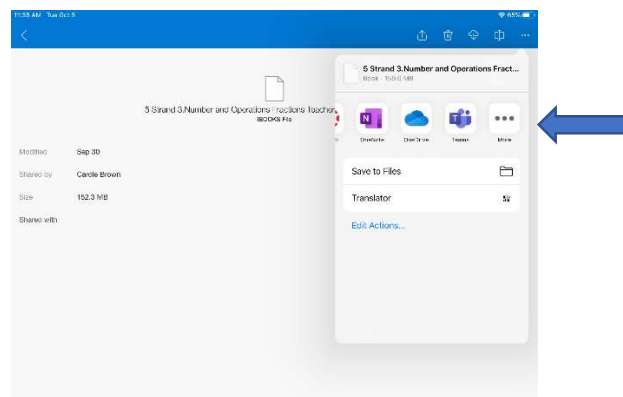 11:35 AM Tue Oct 5
65%
5 Strand 3.Number and Operations Fract...
Book
5 Strand 3.Number and Operations Fractions Teacher
IBOOKS File
OneNote
OneDrive
Teams
More
Modified
Sep 30
Shared by
Carole Brown
Size
152.3 MB
Shared with
Save to Files
Translator
Edit Actions...